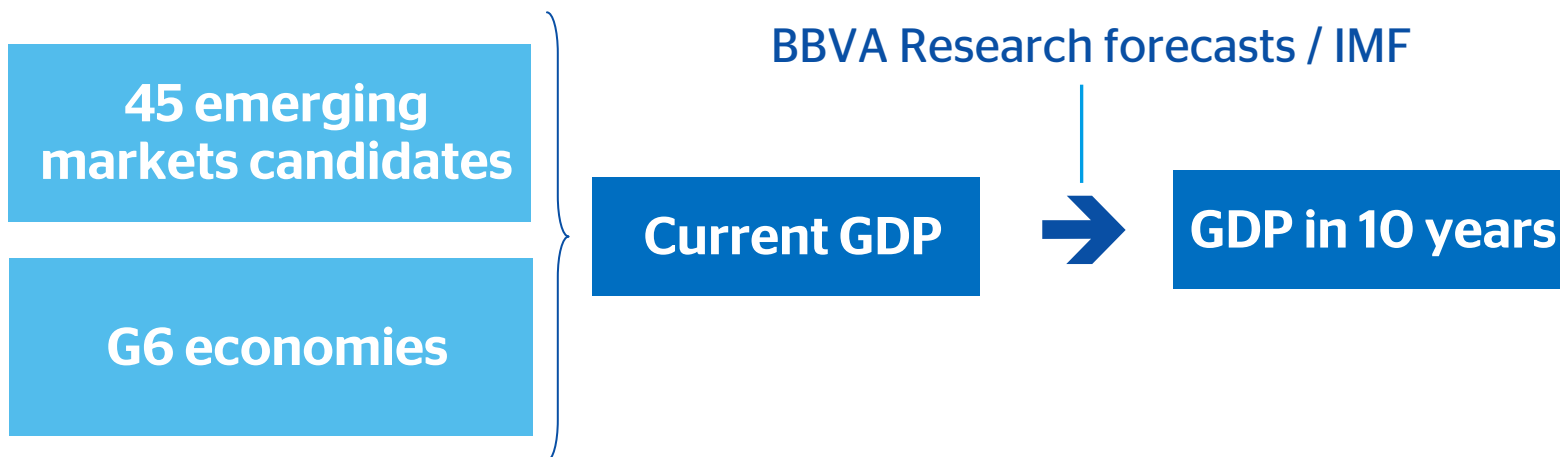 45 emerging
markets candidates
G6 economies
BBVA Research forecasts / IMF
Current GDP
GDP in 10 years